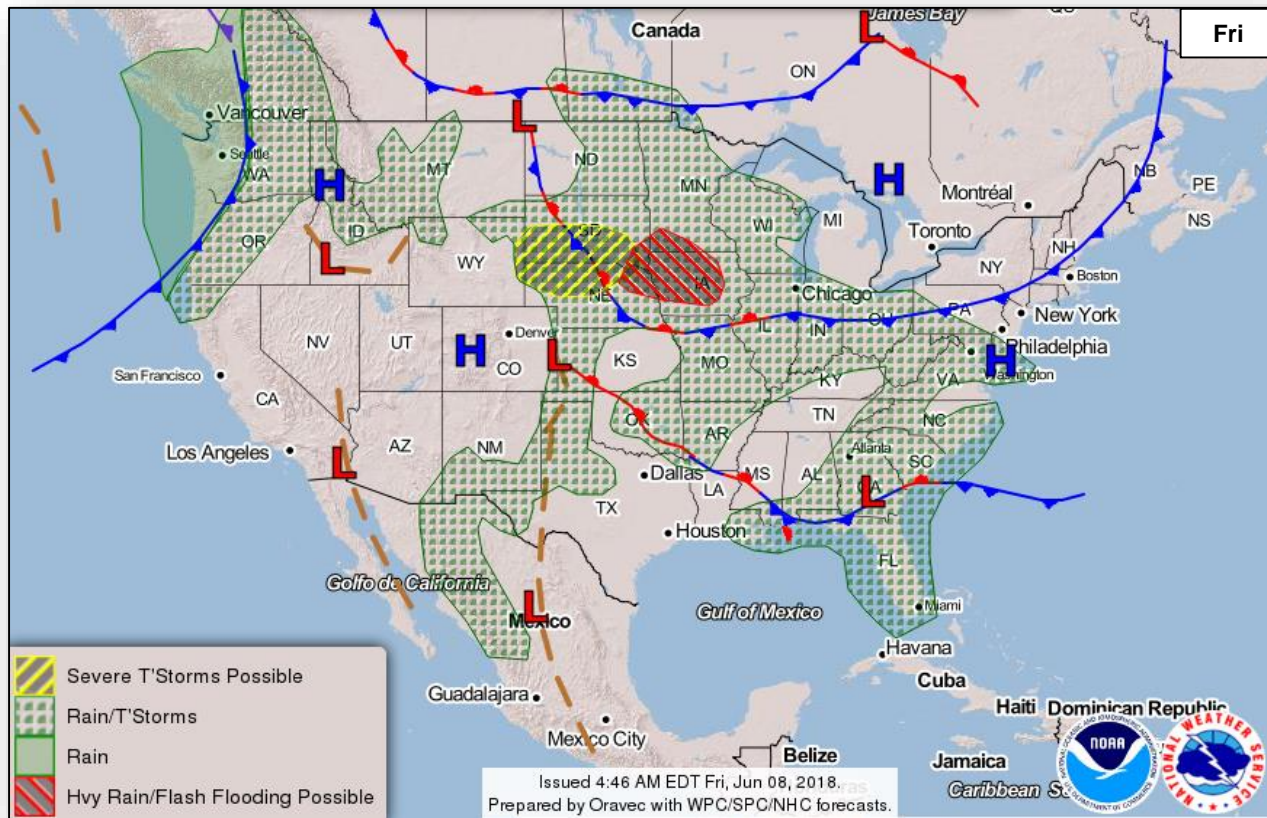 James Bay
Canada
Fri
ON
Vancouver
Seattle
WA
MT
ND
MN
Montréal
NB
PE
NS
OR
ID
WI
MI
Toronto
NH
WY
NY
Boston
IA
NE
Chicago
PA
New York
NV
UT
Denver
IL
IN
OH
Philadelphia
San Francisco
CO
KS
MO
Washington
CA
KY
VA
Los Angeles
AZ
NM
OK
AR
TN
NC
Atlanta
SC
Dallas
MS
AL
GA
LA
TX
Houston
FL
Golfo de California
Gulf of Mexico
Miami
México
Havana
Cuba
Guadalajara
Haiti
Dominican Republic
Mexico City
Belize
Jamaica
Caribbean
H
H
H
H
L
L
L
L
L
L
L
Severe T'Storms Possible
Rain/T'Storms
Rain
Hvy Rain/Flash Flooding Possible
Issued 4:46 AM EDT Fri, Jun 08, 2018.
Prepared by Oravec with WPC/SPC/NHC forecasts.
NOAA
NATIONAL WEATHER SERVICE